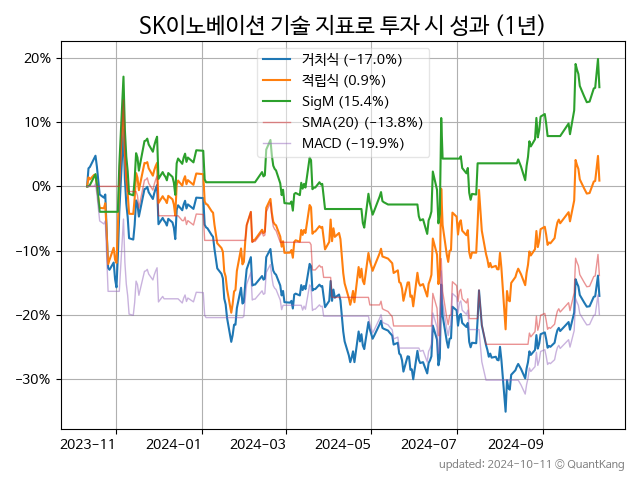 SK이노베이션 기술 지표로 투자 시 성과 (1년)
거치식 (−17.0%)
적립식 (0.9%)
SigM (15.4%)
SMA(20) (−13.8%)
MACD (−19.9%)
20%
10%
0%
−10%
−20%
−30%
2023-11 2024-01 2024-03 2024-05 2024-07 2024-09
updated: 2024-10-11 © QuantKang